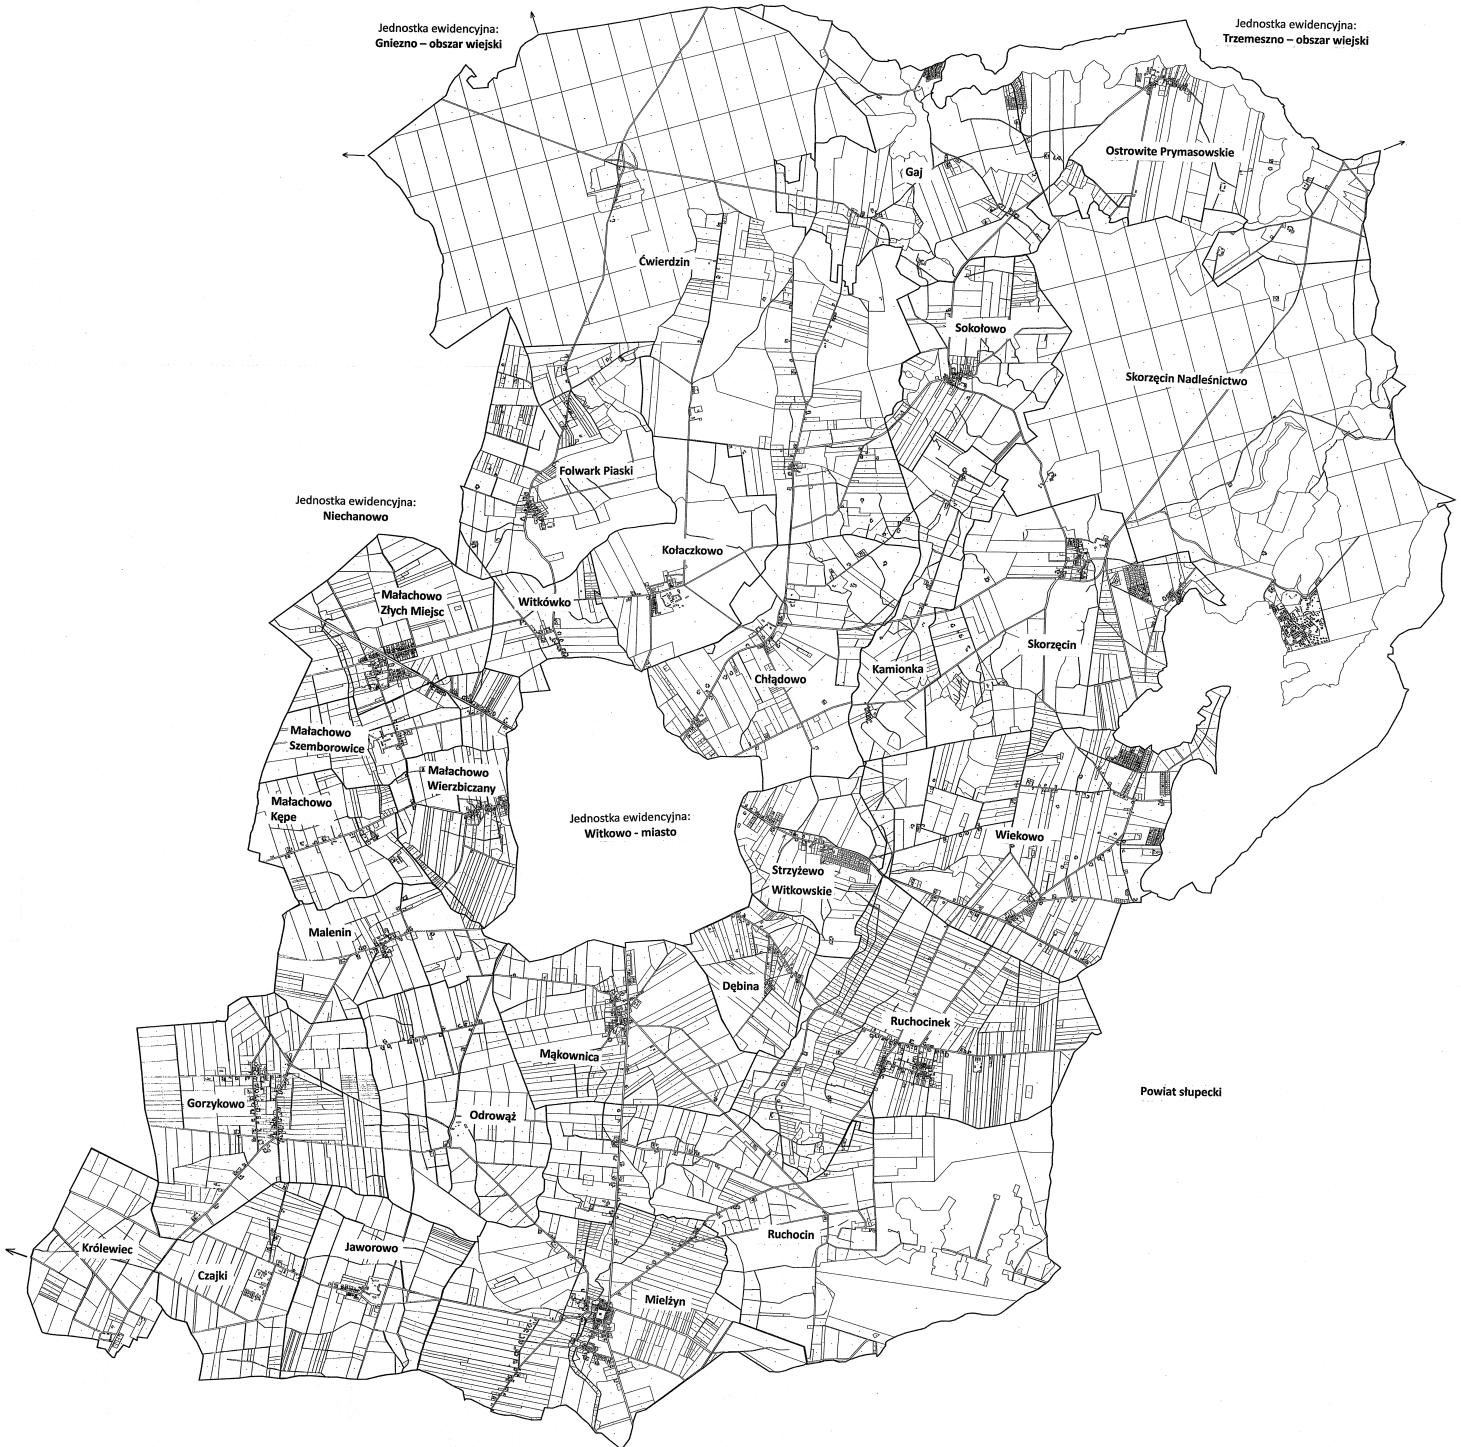 Jednostka ewidencyjna:
Gniezno – obszar wiejski
Jednostka ewidencyjna:
Trzemeszno – obszar wiejski
Ostrowite Prymasowskie
Gaj
Ćwierdzin
Sokołowo
Skorzęcin Nadleśnictwo
Folwark Piaski
Jednostka ewidencyjna:
Niechanowo
Kołaczkowo
Małachowo
Złych Miejsc
Witkówko
Skorzęcin
Kamionka
Chłądowo
Małachowo
Szemborowice
Małachowo
Wierzbiczany
Małachowo
Kępe
Jednostka ewidencyjna:
Witkowo - miasto
Wiekowo
Strzyżewo
Witkowskie
Malenin
Dębina
Ruchocinek
Mąkownica
Powiat słupecki
Gorzykowo
Odrowąż
Ruchocin
Królewiec
Jaworowo
Czajki
Mielżyn